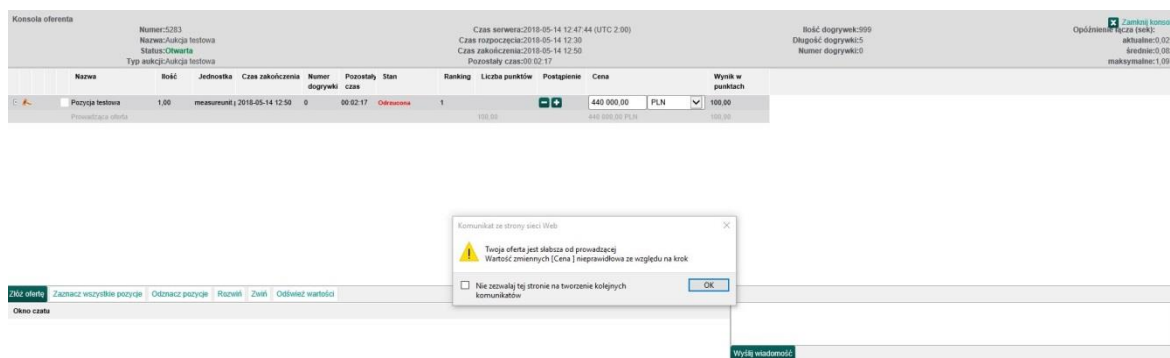 Konsola oferenta
Zamknij konso
Numer:5283
Nazwa:Aukcja testowa
Status:Otwarta
Typ aukcji:Aukcja testowa
Czas serwera:2018-05-14 12:47:44 (UTC 2:00)
Czas rozpoczęcia:2018-05-14 12:30
Czas zakończenia:2018-05-14 12:50
Pozostały czas:00:02:17
Ilość dogrywek:999
Długość dogrywki:5
Numer dogrywki:0
Opóźnienie łącza (sek):
aktualne:0,02
średnie:0,08
maksymalne:1,09
Nazwa Ilość Jednostka Czas zakończenia Numer dogrywki Pozostały czas Stan Ranking Liczba punktów Postąpienie Cena Wynik w punktach
Pozycja testowa 1,00 measureunit.p 2018-05-14 12:50 0 00:02:17 Odrzucona 1 440 000,00 PLN 100,00
Prowadząca oferta 100,00 440 000,00 PLN 100,00
Komunikat ze strony sieci Web
Twoja oferta jest słabsza od prowadzącej
Wartość zmiennych [Cena ] nieprawidłowa ze względu na krok
Nie zezwalaj tej stronie na tworzenie kolejnych
komunikatów
OK
Złóż ofertę Zaznacz wszystkie pozycje Odznacz pozycje Rozwiń Zwiń Odśwież wartości
Okno czatu
Wyślij wiadomość